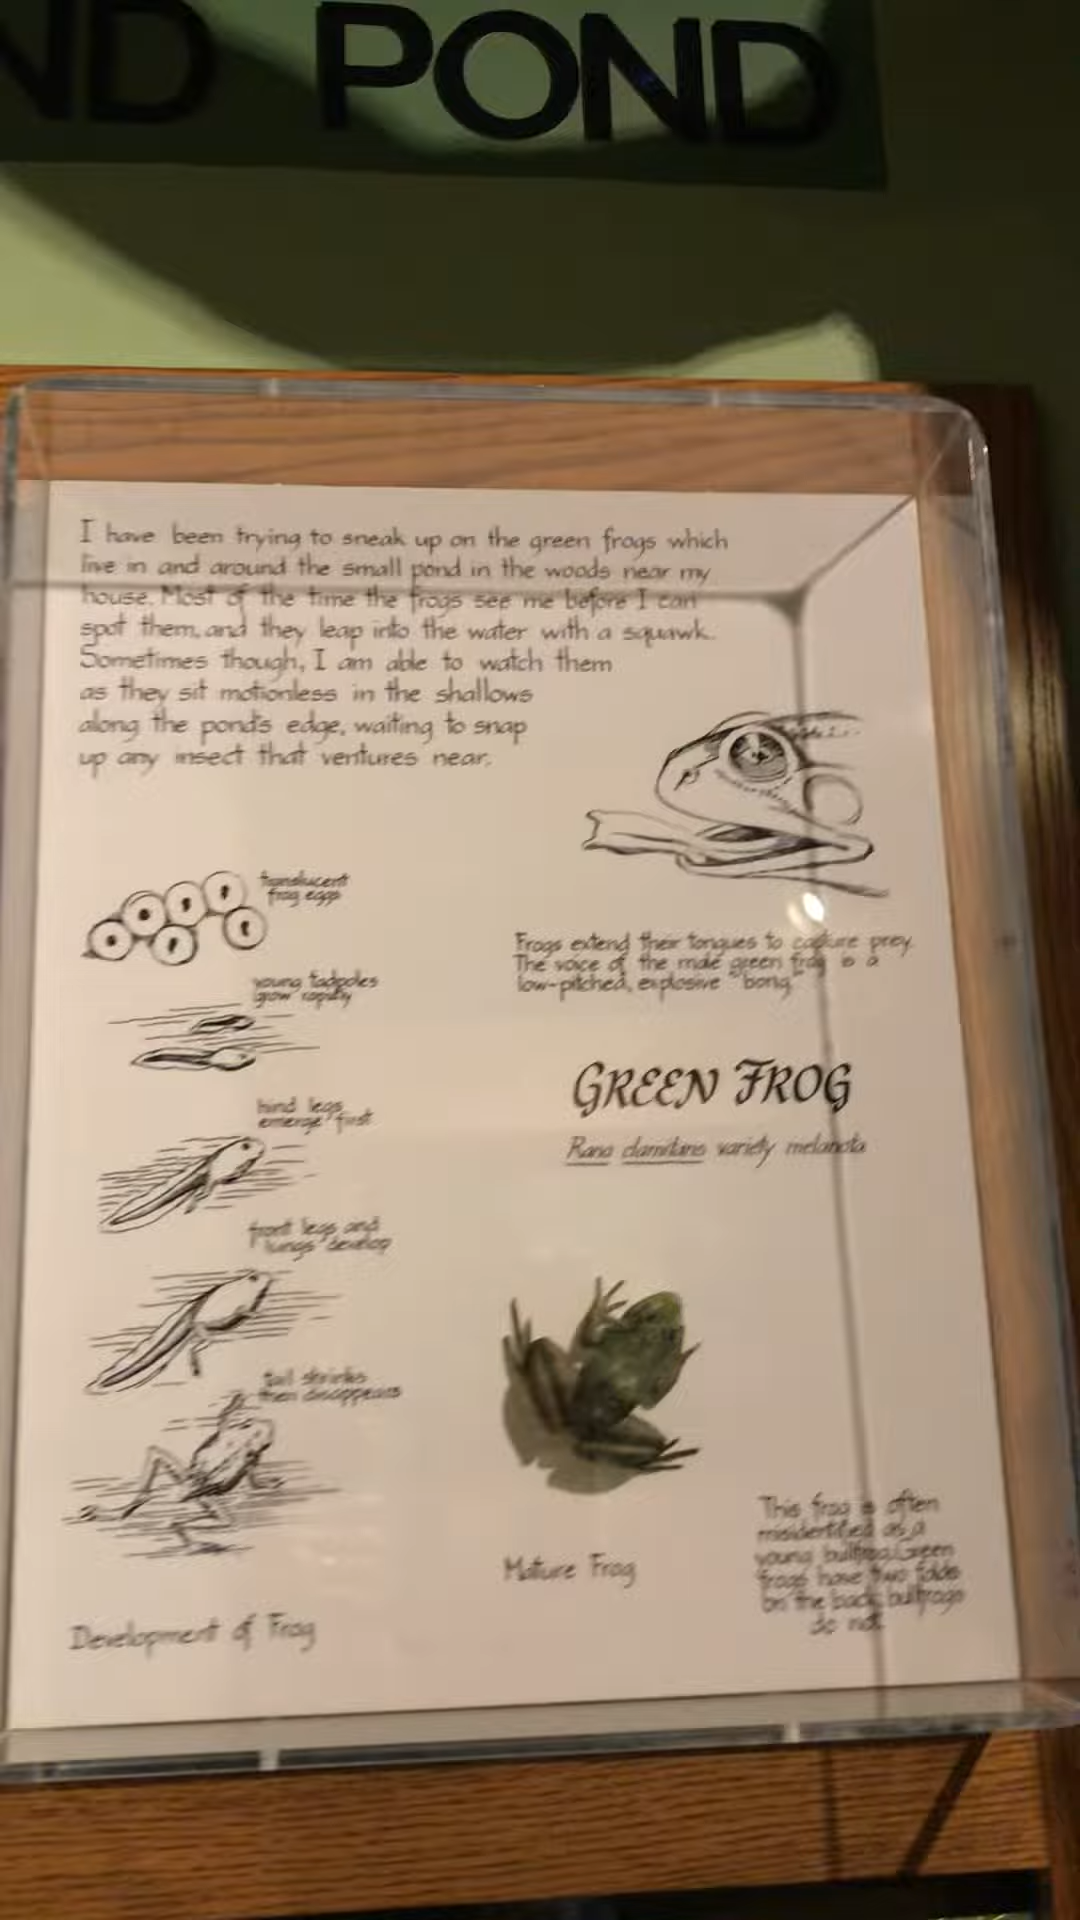 ND POND
I have been trying to sneak up on the green frogs which
live in and around the small pond in the woods near my
house. Most of the time the frogs see me before I can
spot them, and they leap into the water with a squawk.
Sometimes though, I am able to watch them
as they sit motionless in the shallows
along the pond's edge, waiting to snap
up any insect that ventures near.
translucent
frog eggs
young tadpoles
grow rapidly
hind legs
emerge first
front legs and
lungs develop
tail shrinks
then disappears
Development of Frog
Frogs extend their tongues to capture prey.
The voice of the male green frog is a
low-pitched, explosive "bong."
GREEN FROG
Rana clamitans variety melanota
Mature Frog
This frog is often
misidentified as a
young bullfrog. Green
frogs have two folds
on the back; bullfrogs
do not.